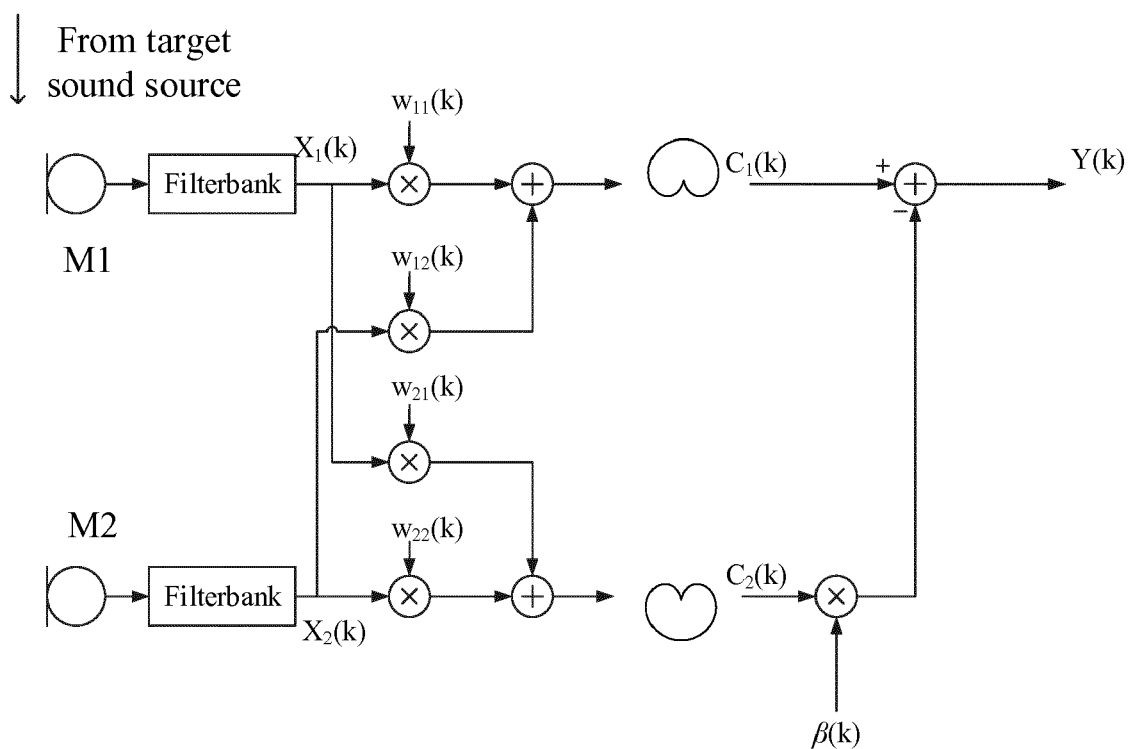 From target
sound source
w₁₁(k)
X₁(k)
Filterbank
M1
C₁(k)
+
−
Y(k)
w₁₂(k)
w₂₁(k)
M2
w₂₂(k)
Filterbank
X₂(k)
C₂(k)
β(k)